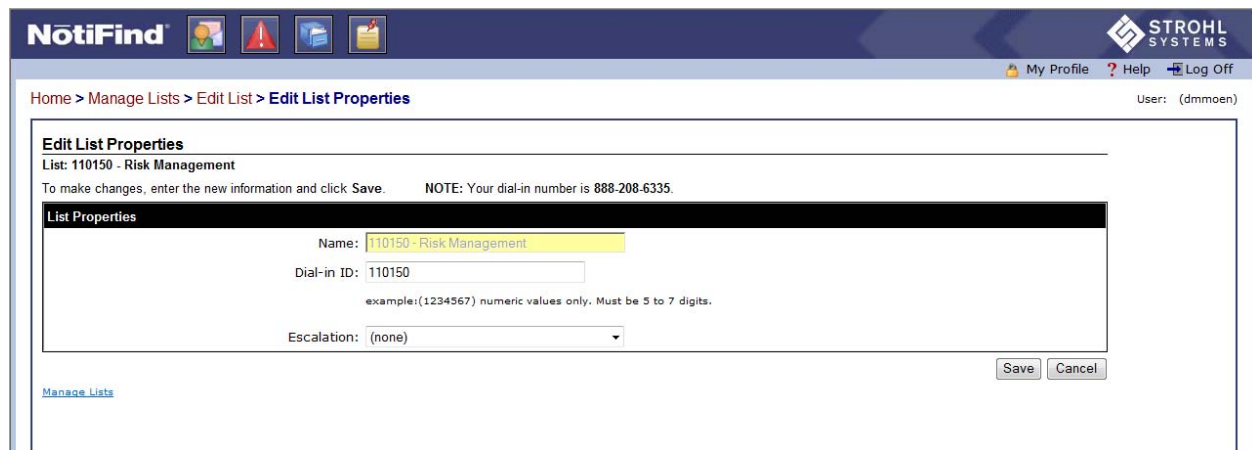 NōtiFind
STROHL
SYSTEMS
My Profile ? Help Log Off
Home > Manage Lists > Edit List > Edit List Properties
User: (dmmoen)
Edit List Properties
List: 110150 - Risk Management
To make changes, enter the new information and click Save. NOTE: Your dial-in number is 888-208-6335.
List Properties
Name: 110150 - Risk Management
Dial-in ID: 110150
example:(1234567) numeric values only. Must be 5 to 7 digits.
Escalation: (none)
Save Cancel
Manage Lists